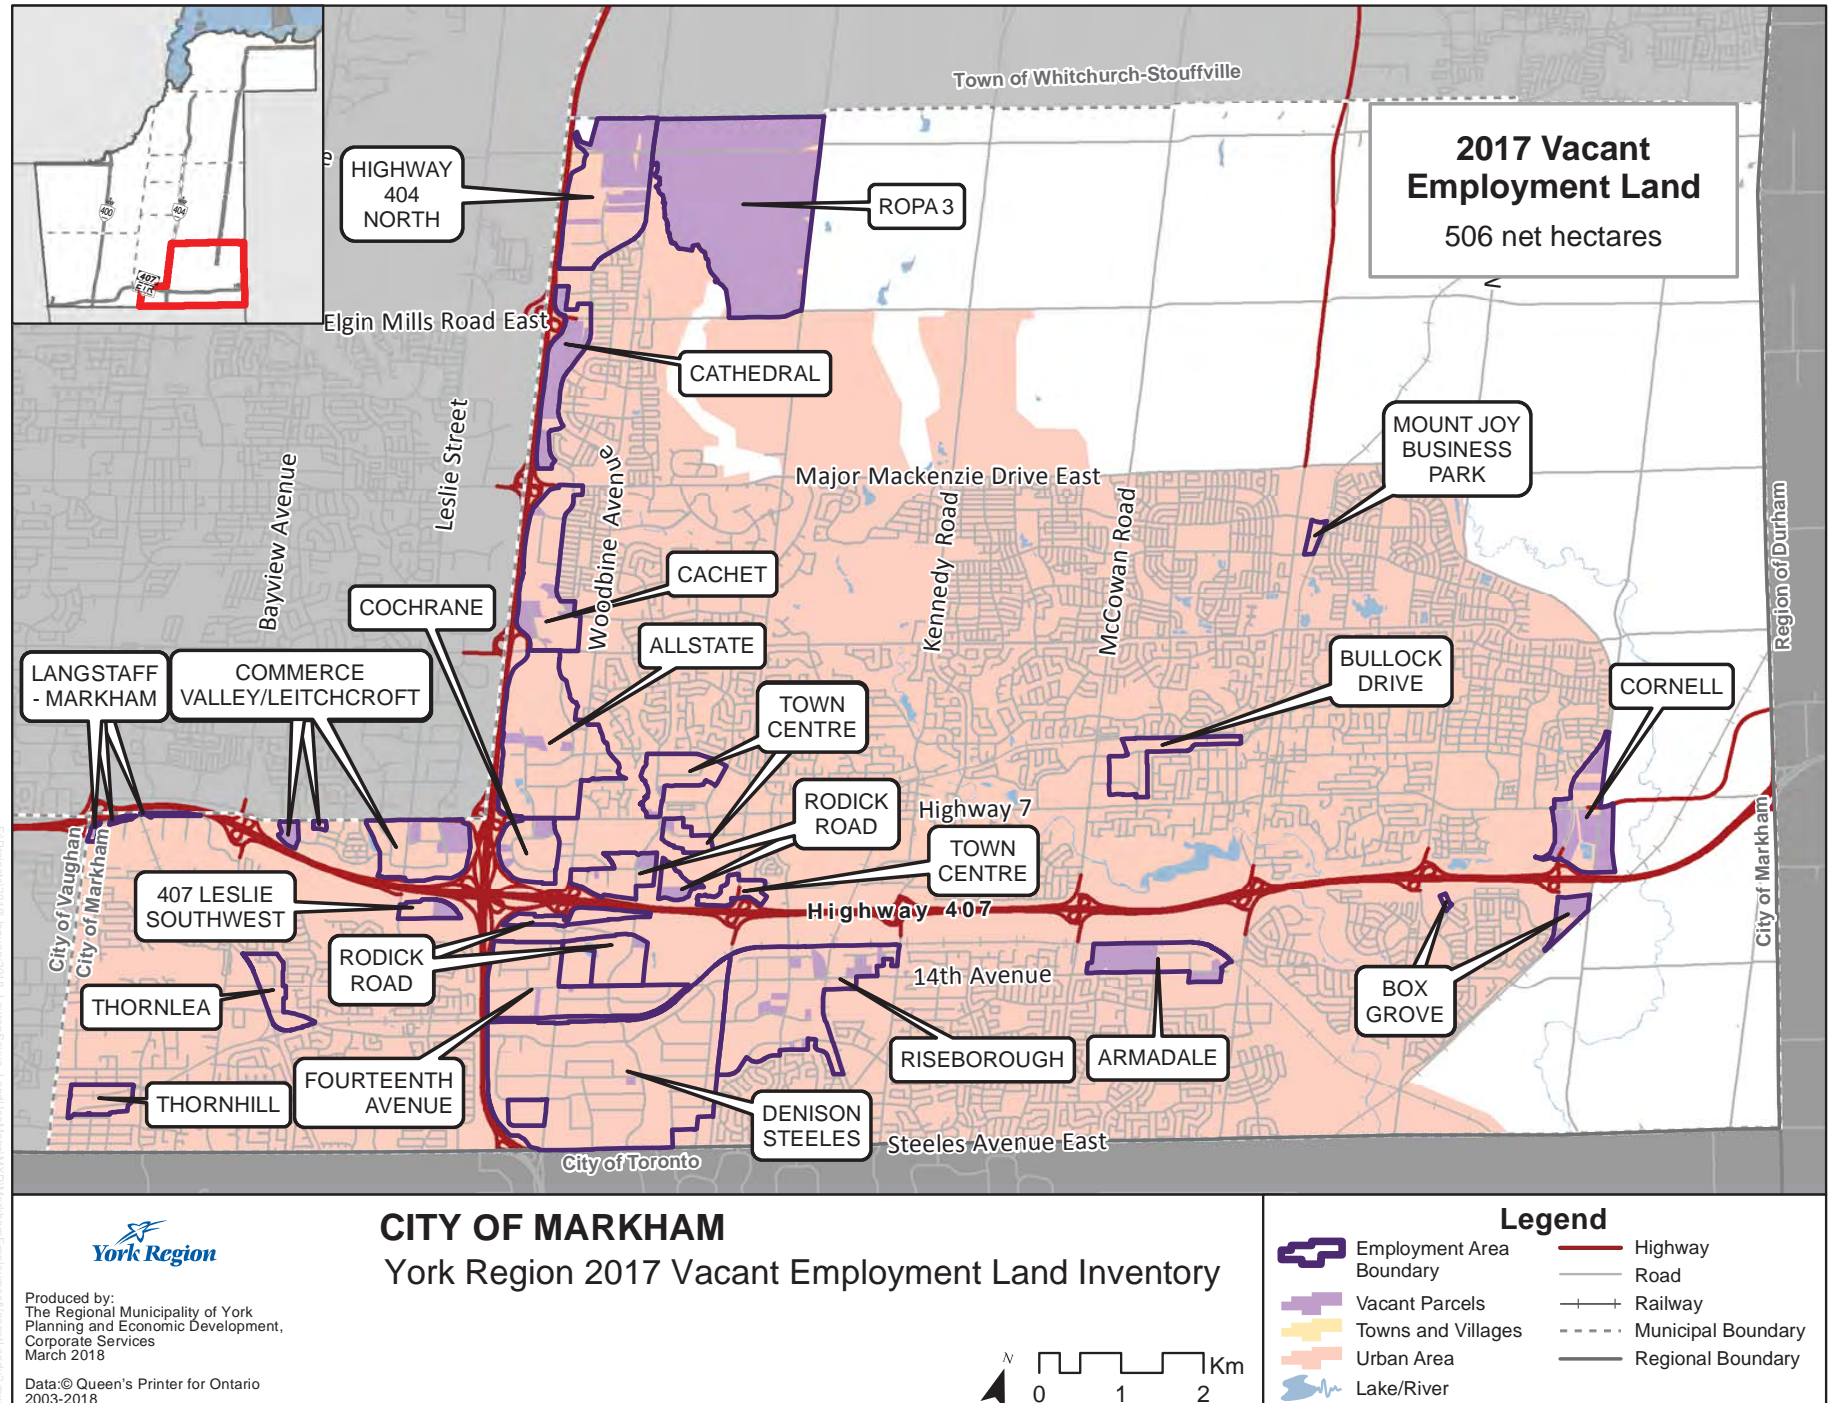 Town of Whitchurch-Stouffville
2017 Vacant
Employment Land
506 net hectares
HIGHWAY
404
NORTH
ROPA 3
400
404
407
ETR
e
Elgin Mills Road East
CATHEDRAL
Leslie Street
Bayview Avenue
Woodbine Avenue
Major Mackenzie Drive East
Kennedy Road
McCowan Road
MOUNT JOY
BUSINESS
PARK
Region of Durham
CACHET
COCHRANE
ALLSTATE
LANGSTAFF
- MARKHAM
COMMERCE
VALLEY/LEITCHCROFT
TOWN
CENTRE
BULLOCK
DRIVE
CORNELL
RODICK
ROAD
Highway 7
TOWN
CENTRE
City of Vaughan
City of Markham
City of Markham
407 LESLIE
SOUTHWEST
Highway 407
RODICK
ROAD
14th Avenue
THORNLEA
BOX
GROVE
RISEBOROUGH
ARMADALE
FOURTEENTH
AVENUE
THORNHILL
DENISON
STEELES
Steeles Avenue East
City of Toronto
York Region
Produced by:
The Regional Municipality of York
Planning and Economic Development,
Corporate Services
March 2018
Data:© Queen's Printer for Ontario
2003-2018
CITY OF MARKHAM
York Region 2017 Vacant Employment Land Inventory
N
Km
0 1 2
Legend
Employment Area
Boundary
Vacant Parcels
Towns and Villages
Urban Area
Lake/River
Highway
Road
Railway
Municipal Boundary
Regional Boundary